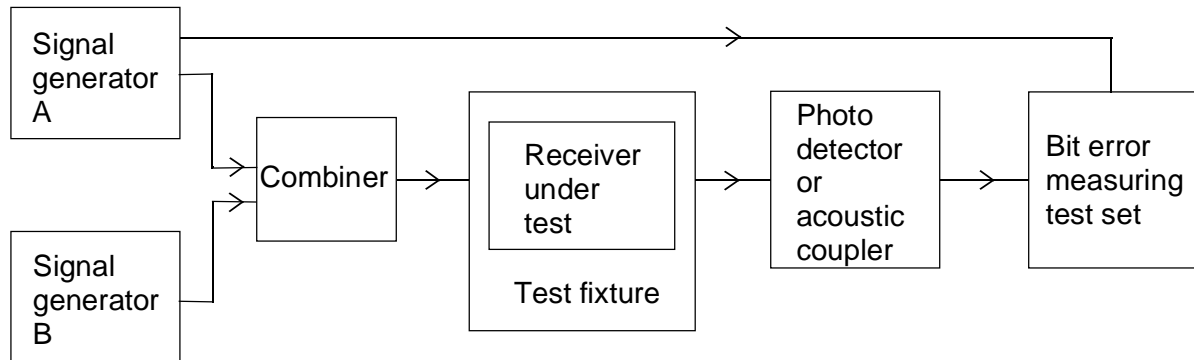 Signal
generator
A
Combiner
Signal
generator
B
Receiver
under
test
Test fixture
Photo
detector
or
acoustic
coupler
Bit error
measuring
test set